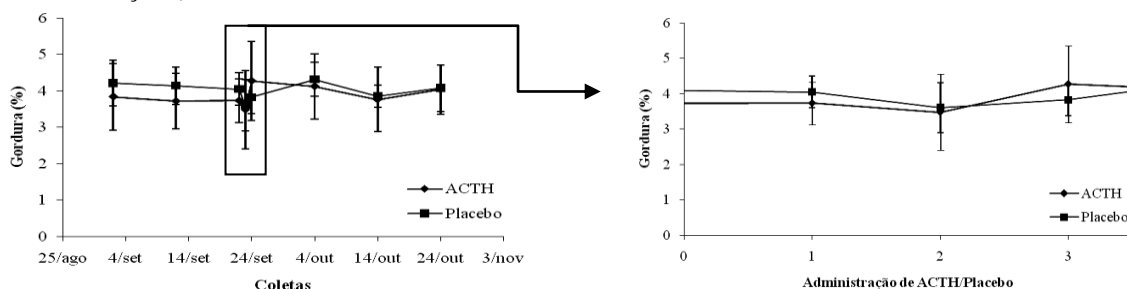 6
5
4
3
2
1
0
Gordura (%)
25/ago 4/set 14/set 24/set 4/out 14/out 24/out 3/nov
Coletas
ACTH
Placebo
6
5
4
3
2
1
0
Gordura (%)
0 1 2 3
Administração de ACTH/Placebo
ACTH
Placebo